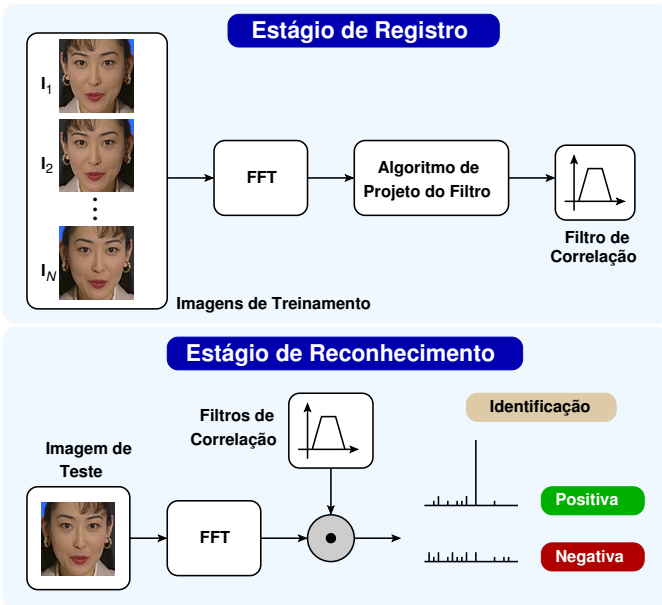 Estágio de Registro
I1
I2
IN
FFT
Algoritmo de
Projeto do Filtro
Filtro de
Correlação
Imagens de Treinamento
Estágio de Reconhecimento
Filtros de
Correlação
Identificação
Imagem de
Teste
FFT
Positiva
Negativa